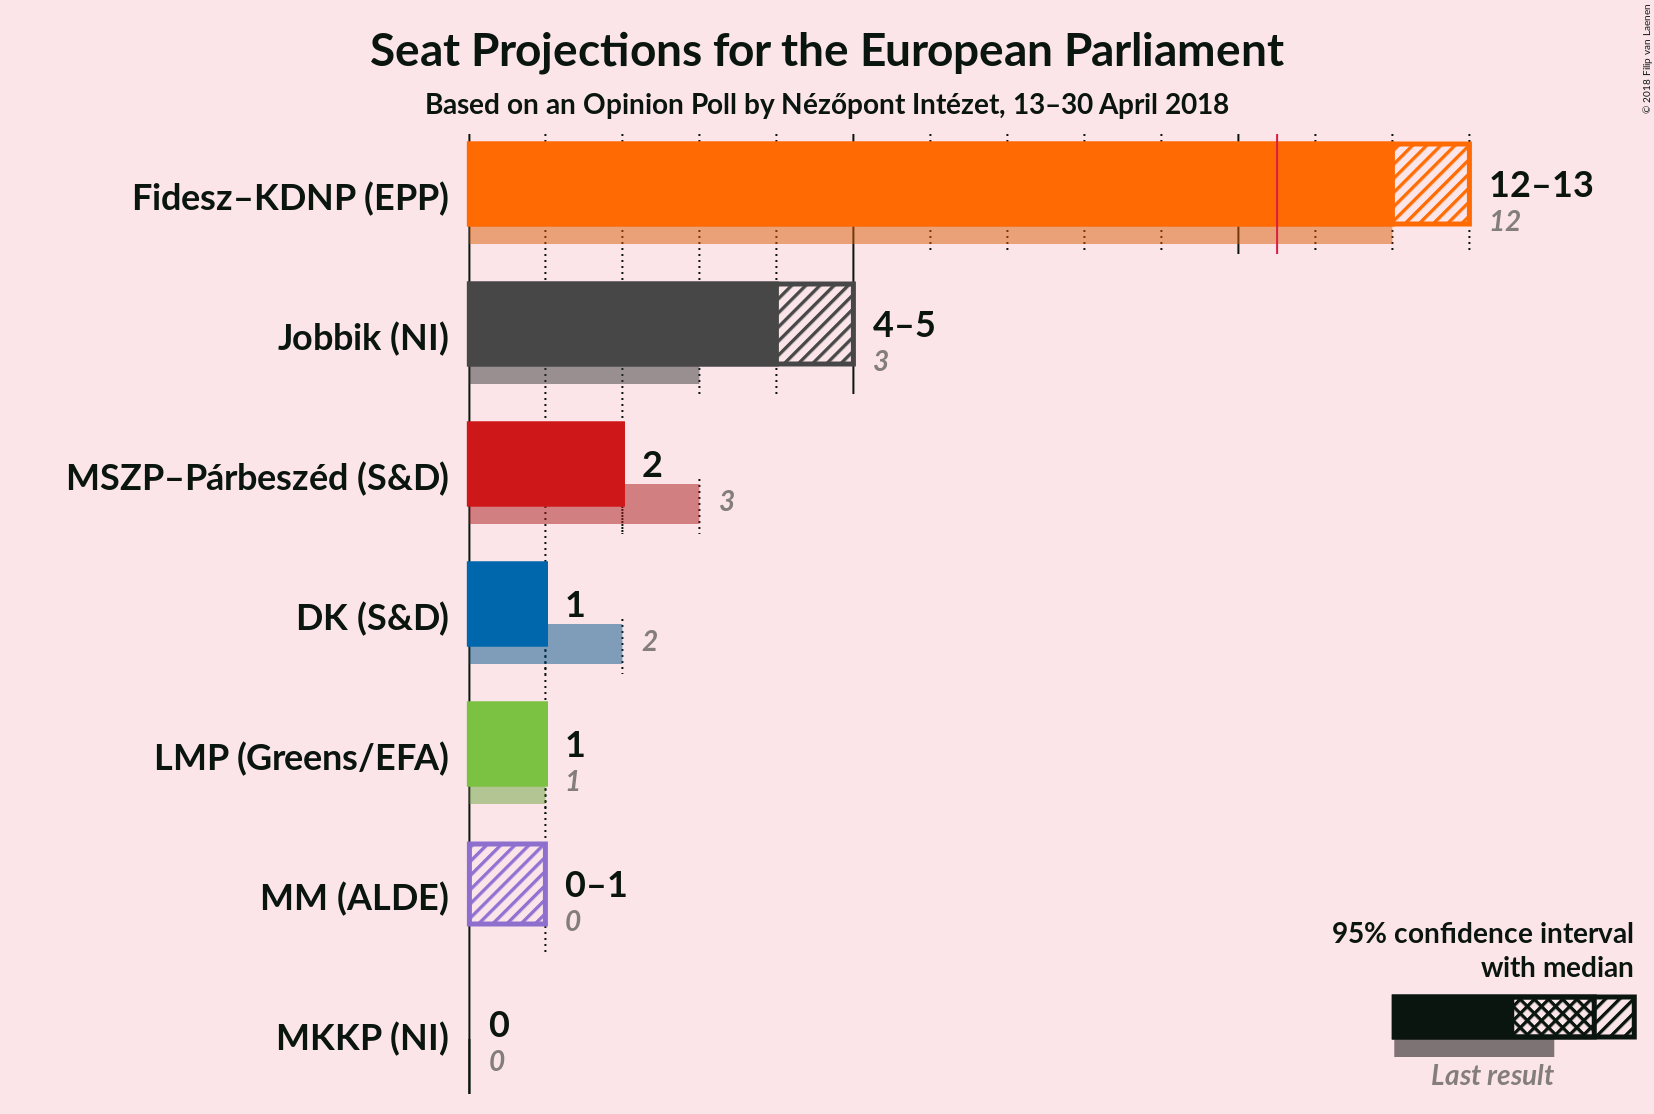 Seat Projections for the European Parliament
Based on an Opinion Poll by Nézőpont Intézet, 13–30 April 2018
© 2018 Filip van Laenen
Fidesz–KDNP (EPP)
12–13
12
Jobbik (NI)
4–5
3
MSZP–Párbeszéd (S&D)
2
3
DK (S&D)
1
2
LMP (Greens/EFA)
1
1
MM (ALDE)
0–1
0
MKKP (NI)
0
0
95% confidence interval
with median
Last result